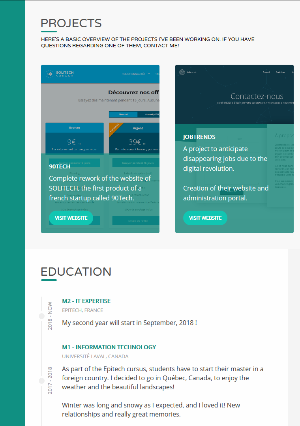 PROJECTS
HERE'S A BASIC OVERVIEW OF THE PROJECTS I'VE BEEN WORKING ON. IF YOU HAVE
QUESTIONS REGARDING ONE OF THEM, CONTACT ME!
SOLITECH
Découvrez nos off
39€
90TECH
Complete rework of the website of
SOLITECH, the first product of a
french startup called 90Tech.
VISIT WEBSITE
Contactez-nous
JOBTRENDS
A project to anticipate
disappearing jobs due to the
digital revolution.
Creation of their website and
administration portal.
VISIT WEBSITE
EDUCATION
2018 - NOW
M2 - IT EXPERTISE
EPITECH, FRANCE
My second year will start in September, 2018 !
2017 - 2018
M1 - INFORMATION TECHNOLOGY
UNIVERSITÉ LAVAL, CANADA
As part of the Epitech cursus, students have to start their master in a
foreign country. I decided to go in Québec, Canada, to enjoy the
weather and the beautiful landscapes!
Winter was long and snowy as I expected, and I loved it! New
relationships and really great memories.